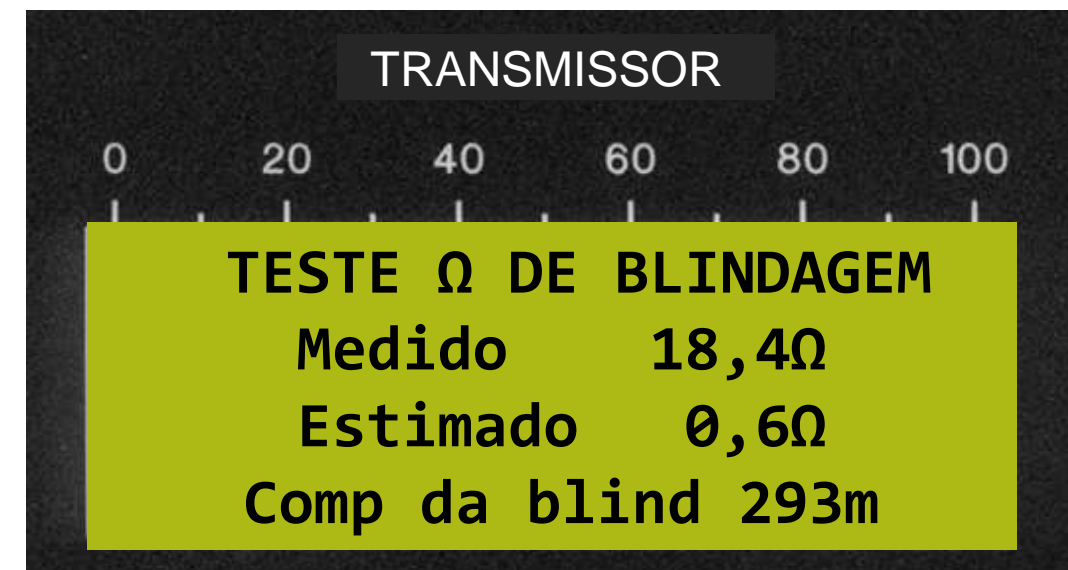 TRANSMISSOR
0 20 40 60 80 100
TESTE Ω DE BLINDAGEM
Medido 18,4Ω
Estimado 0,6Ω
Comp da blind 293m